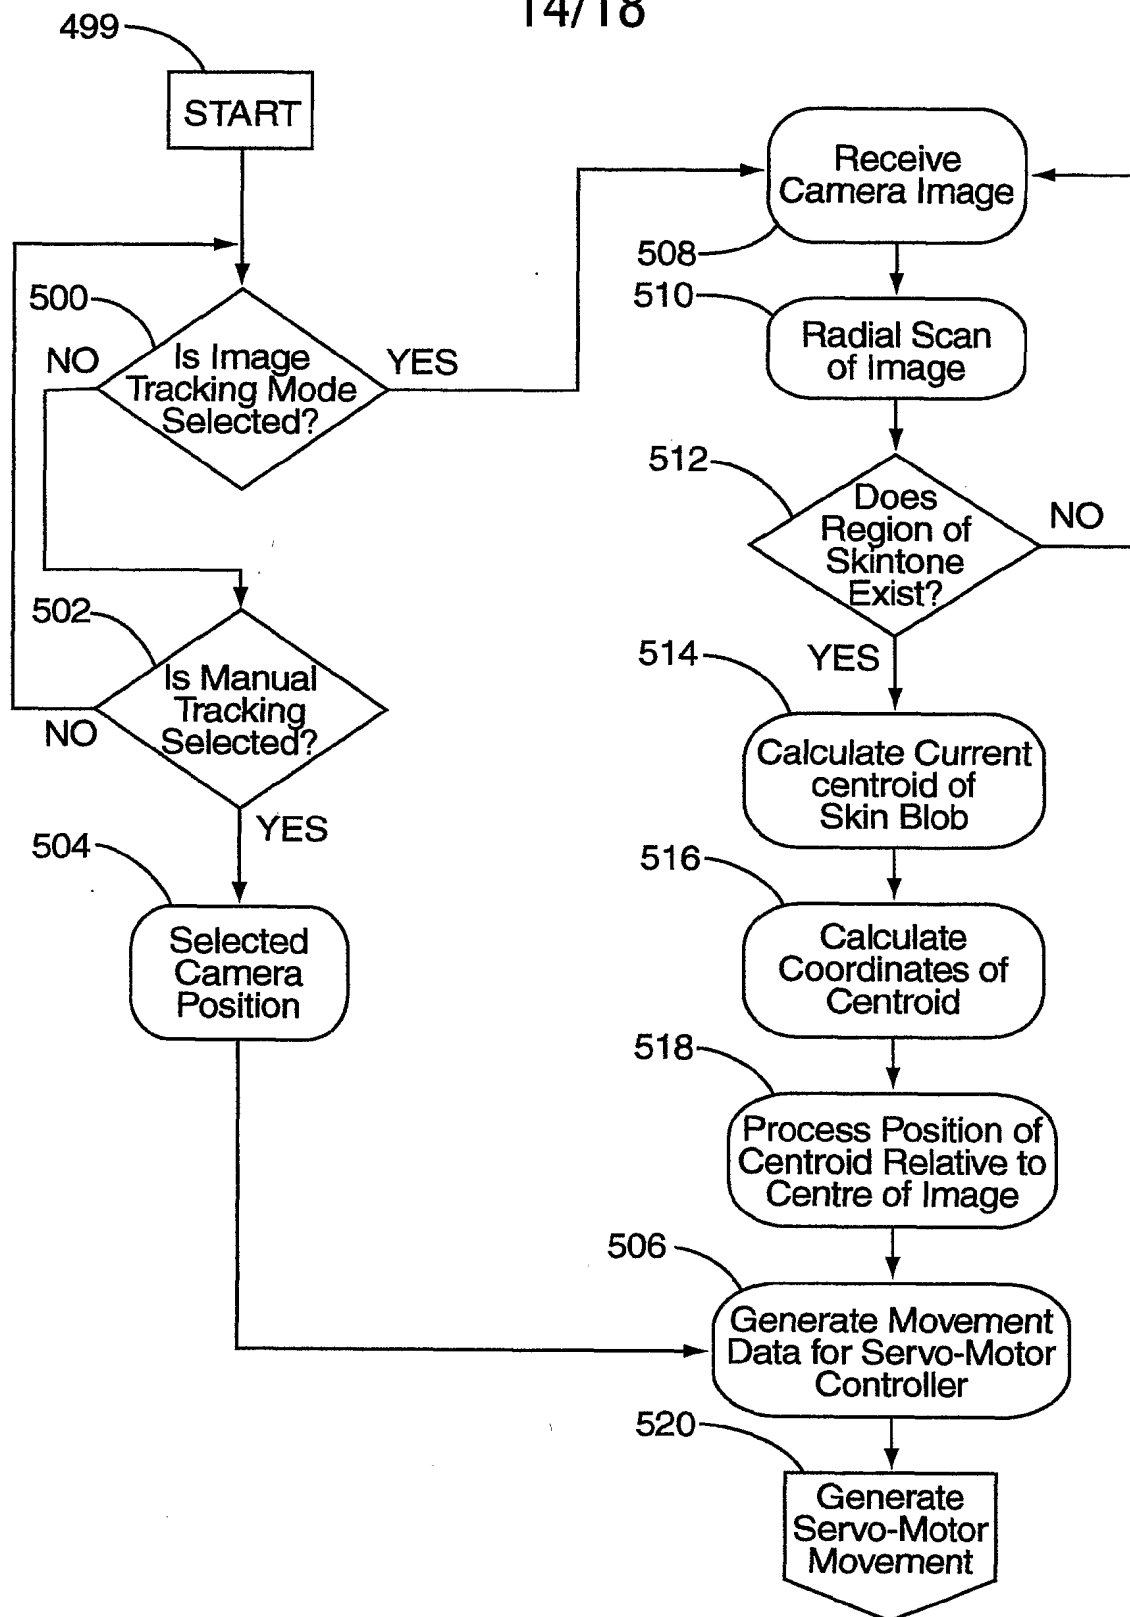 14/18
499
START
500
NO
Is Image
Tracking Mode
Selected?
YES
502
Is Manual
Tracking
Selected?
NO
YES
504
Selected
Camera
Position
Receive
Camera Image
508
510
Radial Scan
of Image
512
Does
Region of
Skintone
Exist?
NO
YES
514
Calculate Current
centroid of
Skin Blob
516
Calculate
Coordinates of
Centroid
518
Process Position of
Centroid Relative to
Centre of Image
506
Generate Movement
Data for Servo-Motor
Controller
520
Generate
Servo-Motor
Movement